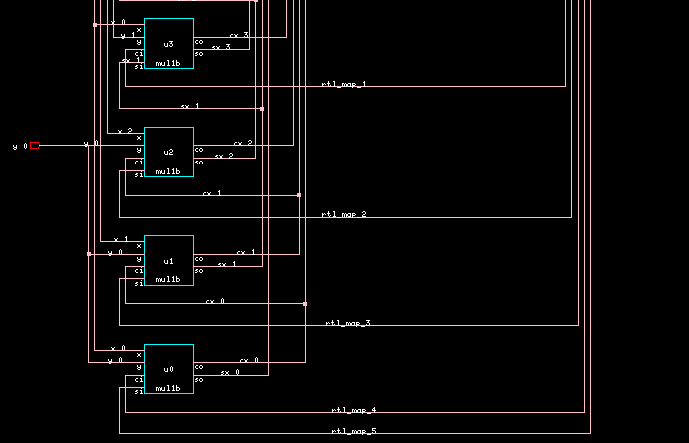 x 0
x
y 1
y
ci
sx 1
si
u3
mul1b
cx 3
co
sx 3
so
rtl_map_1
sx 1
x 2
x
y 0
y 0
y
ci
si
u2
mul1b
cx 2
co
sx 2
so
cx 1
rtl_map_2
x 1
x
y 0
y
ci
si
u1
mul1b
cx 1
co
sx 1
so
cx 0
rtl_map_3
x 0
x
y 0
y
ci
si
u0
mul1b
cx 0
co
sx 0
so
rtl_map_4
rtl_map_5